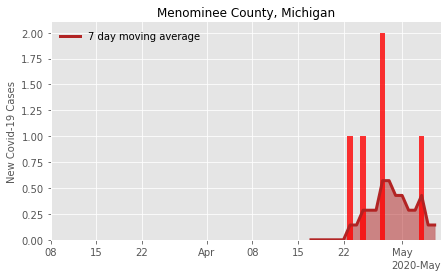 Menominee County, Michigan
7 day moving average
New Covid-19 Cases
2.00
1.75
1.50
1.25
1.00
0.75
0.50
0.25
0.00
08 15 22 Apr 08 15 22 May
2020-May